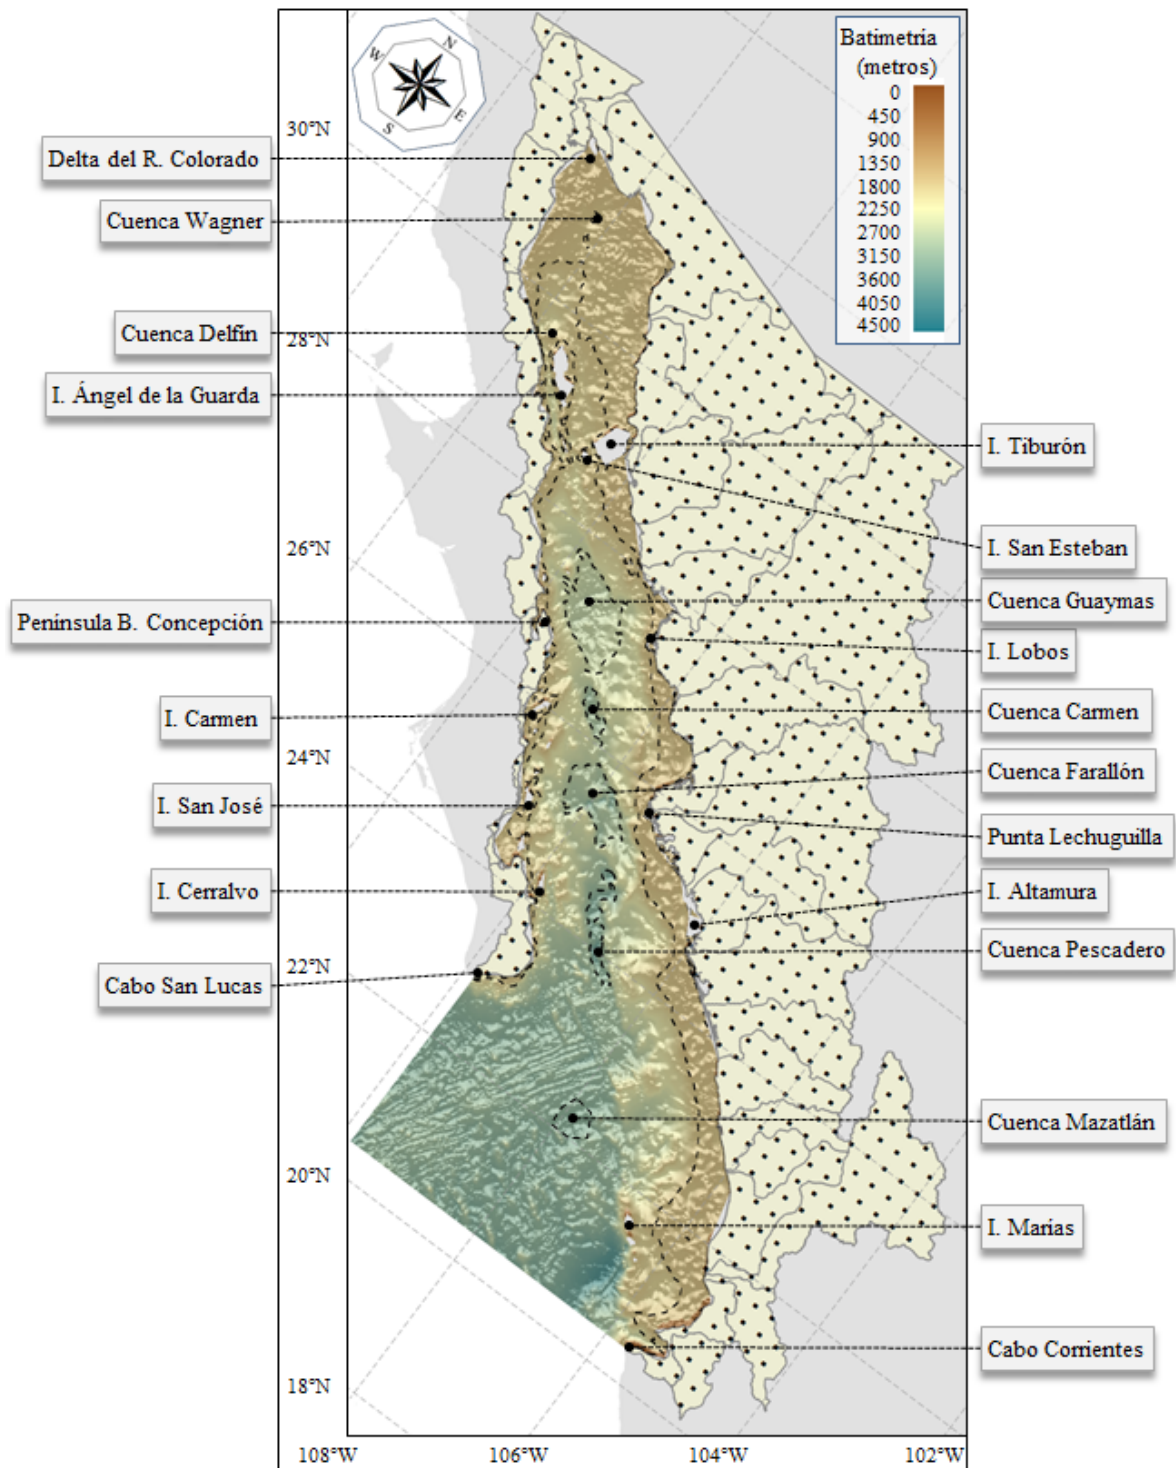 N
W
S
E
Batimetria
(metros)
0
450
900
1350
1800
2250
2700
3150
3600
4050
4500
30°N
28°N
26°N
24°N
22°N
20°N
18°N
Delta del R. Colorado
Cuenca Wagner
Cuenca Delfín
I. Ángel de la Guarda
Península B. Concepción
I. Carmen
I. San José
I. Cerralvo
Cabo San Lucas
I. Tiburón
I. San Esteban
Cuenca Guaymas
I. Lobos
Cuenca Carmen
Cuenca Farallón
Punta Lechuguilla
I. Altamura
Cuenca Pescadero
Cuenca Mazatlán
I. Marías
Cabo Corrientes
108°W 106°W 104°W 102°W